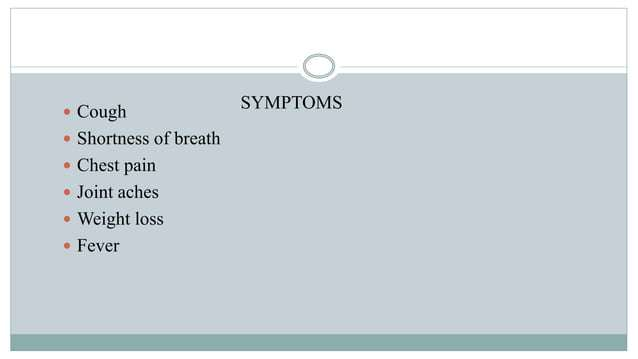 SYMPTOMS
Cough
Shortness of breath
Chest pain
Joint aches
Weight loss
Fever